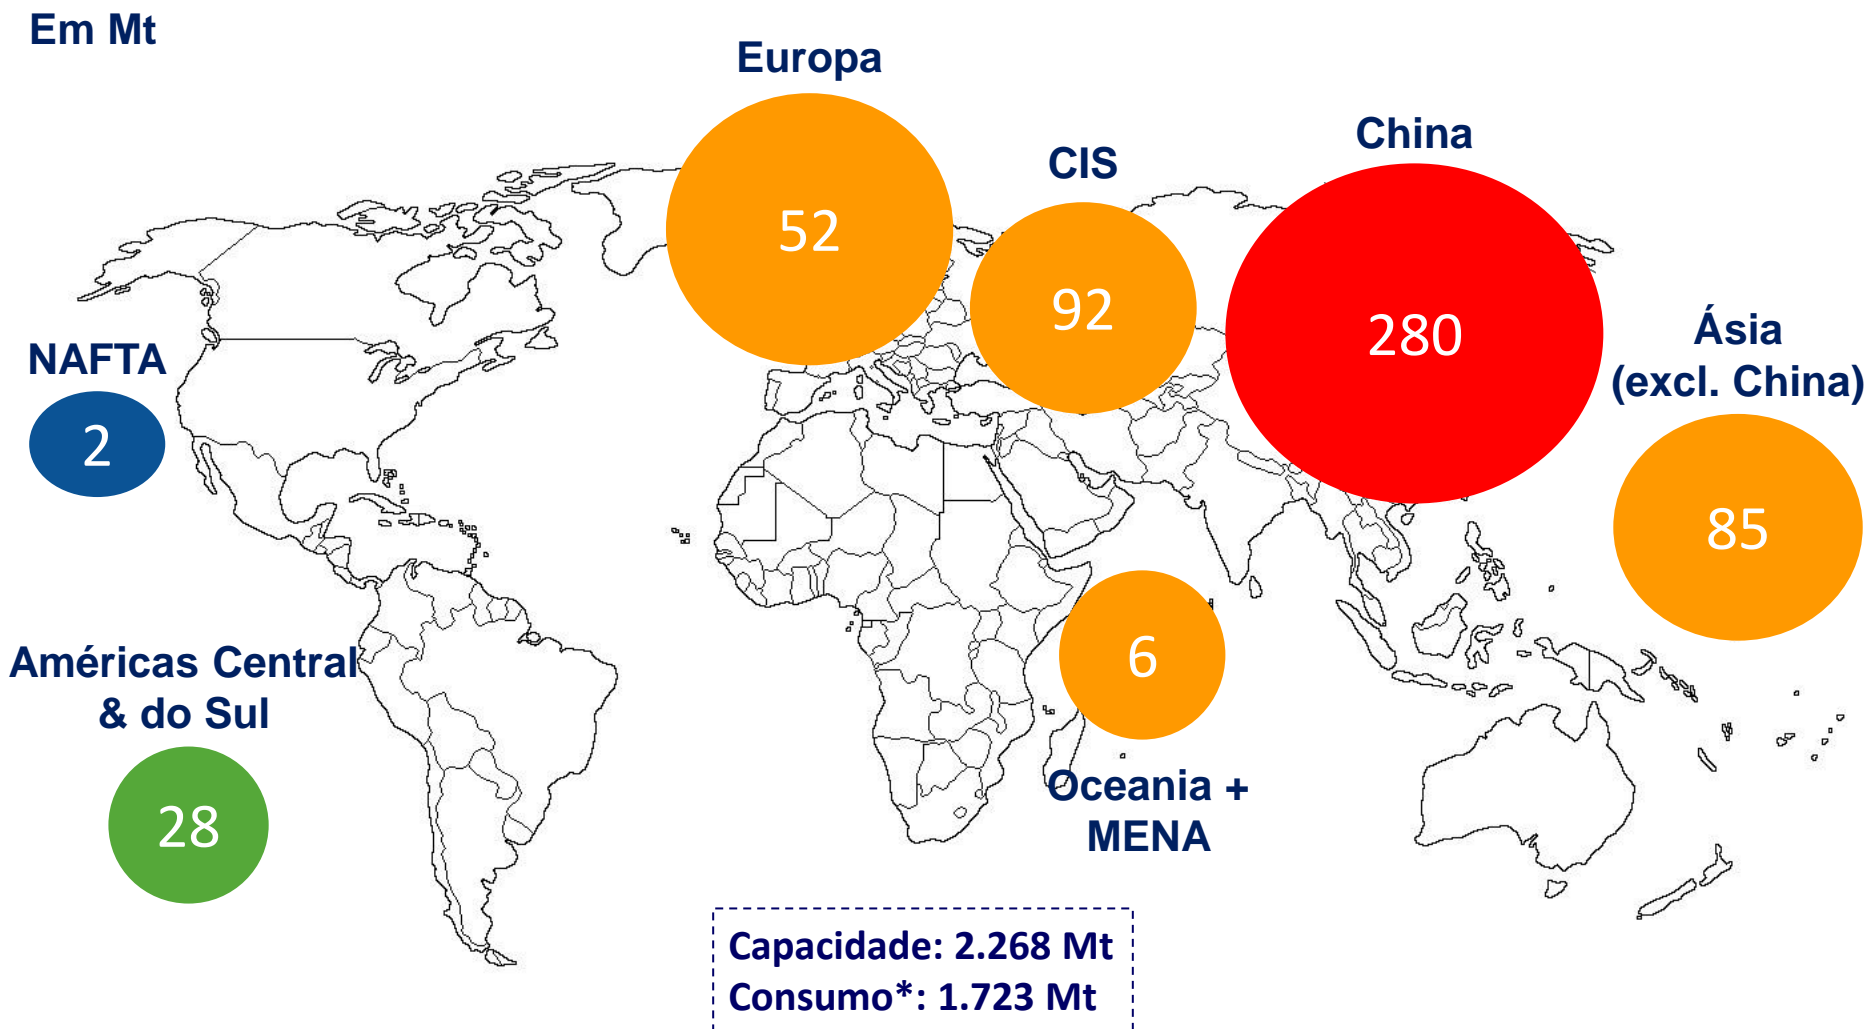 Em Mt
Europa
52
CIS
92
China
280
Ásia
(excl. China)
85
NAFTA
2
Américas Central
& do Sul
28
6
Oceania +
MENA
Capacidade: 2.268 Mt
Consumo*: 1.723 Mt